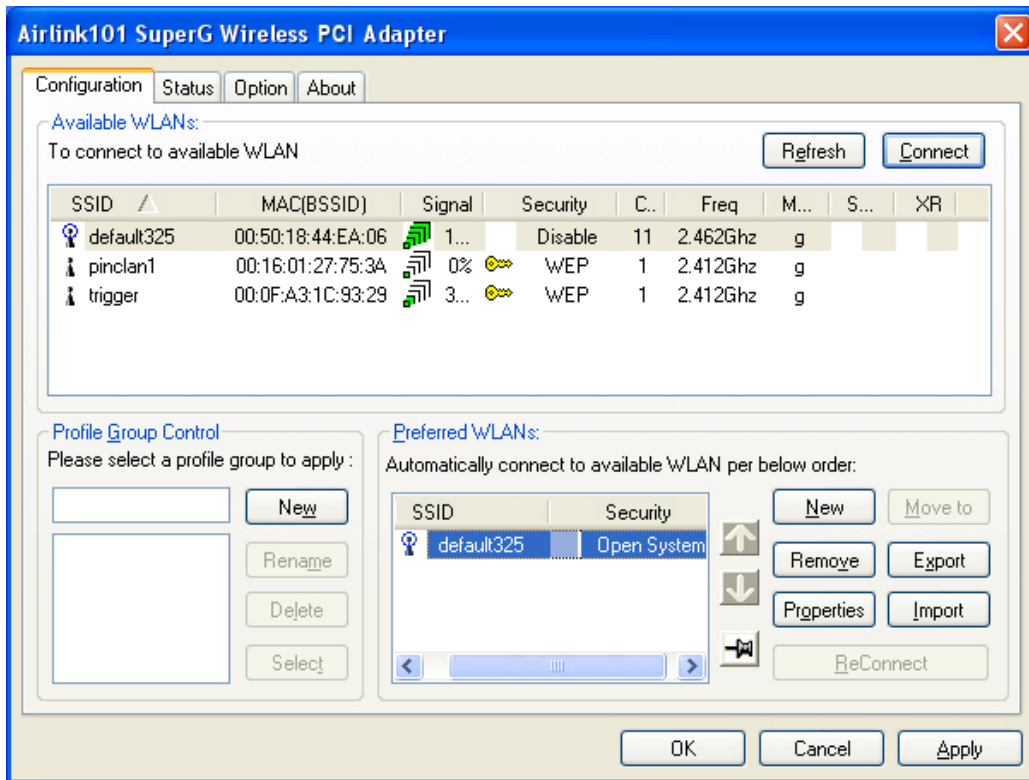 Airlink101 SuperG Wireless PCI Adapter
Configuration Status Option About
Available WLANs:
To connect to available WLAN
Refresh Connect
SSID MAC(BSSID) Signal Security C.. Freq M... S... XR
default325 00:50:18:44:EA:06 1... Disable 11 2.462Ghz g
pinclan1 00:16:01:27:75:3A 0% WEP 1 2.412Ghz g
trigger 00:0F:A3:1C:93:29 3... WEP 1 2.412Ghz g
Profile Group Control
Please select a profile group to apply :
New
Rename
Delete
Select
Preferred WLANs:
Automatically connect to available WLAN per below order:
SSID Security
default325 Open System
New Move to
Remove Export
Properties Import
ReConnect
OK Cancel Apply